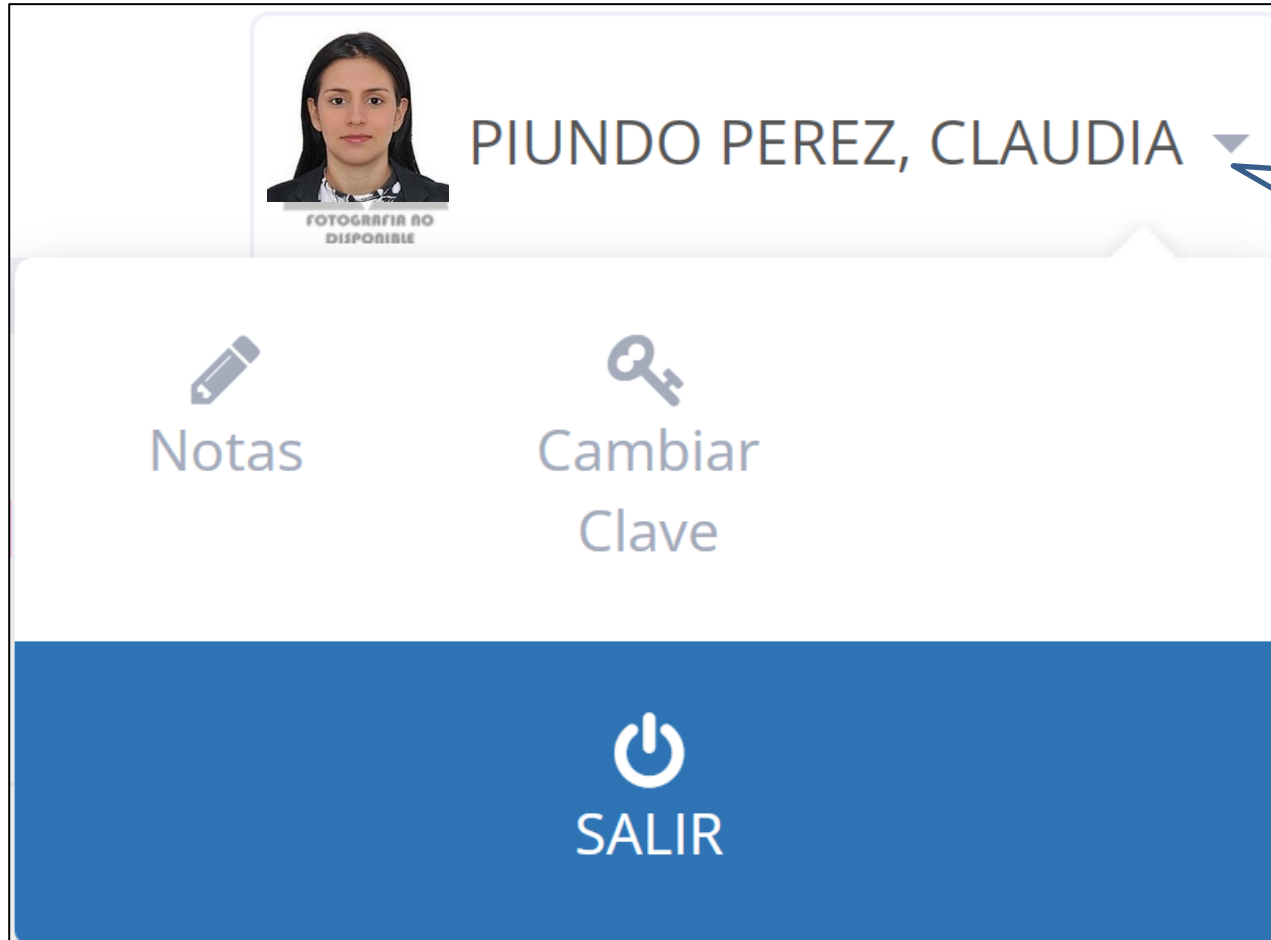 PIUNDO PEREZ, CLAUDIA
FOTOGRAFIA NO
DISPONIBLE
Notas
Cambiar
Clave
SALIR